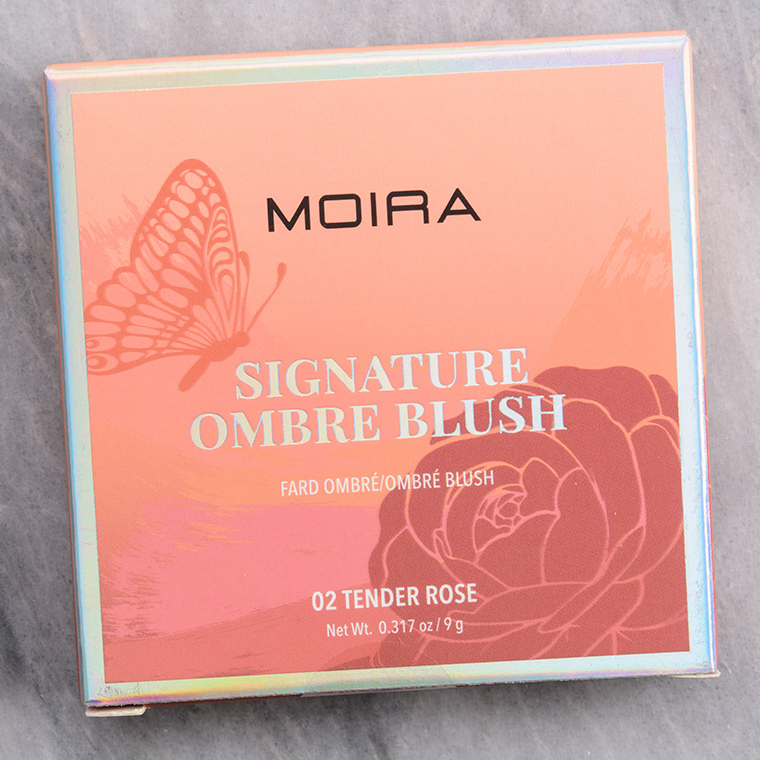 MOIRA
SIGNATURE
OMBRE BLUSH
FARD OMBRÉ/OMBRÉ BLUSH
02 TENDER ROSE
Net Wt. 0.317 oz / 9 g